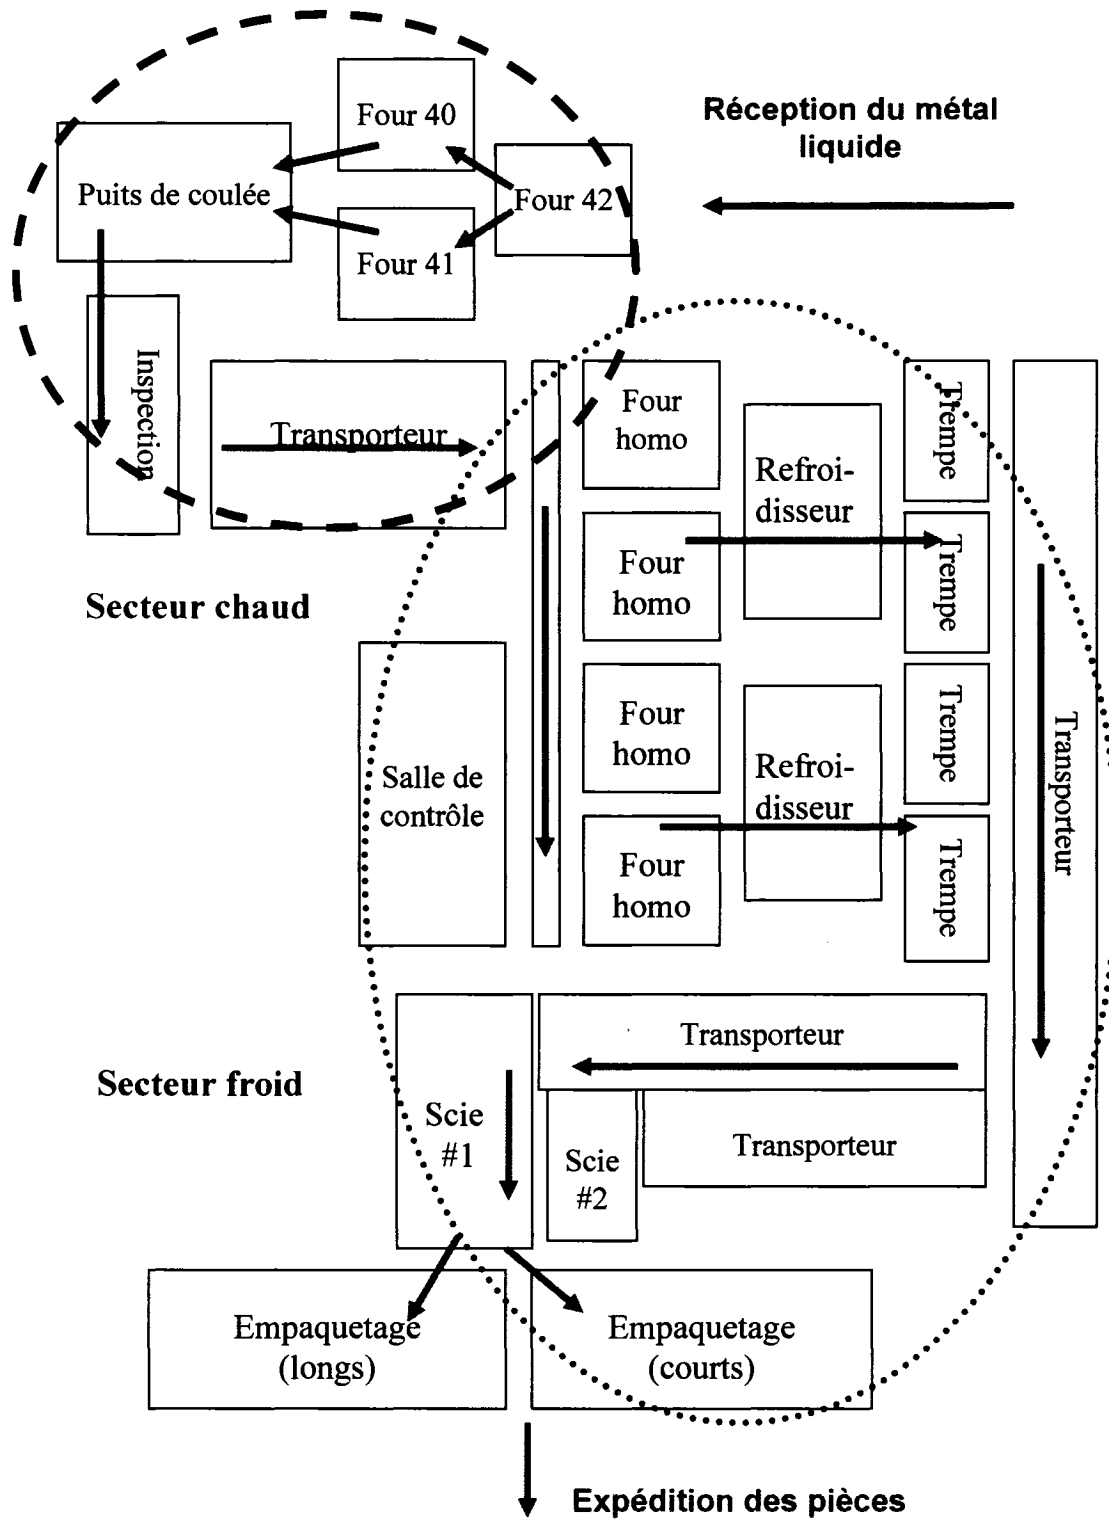 Réception du métal
liquide
Four 40
Puits de coulée
Four 42
Four 41
Inspection
Transporteur
Four
homo
Refroi-
disseur
Trempe
Four
homo
Trempe
Secteur chaud
Four
homo
Refroi-
disseur
Trempe
Salle de
contrôle
Four
homo
Trempe
Transporteur
Transporteur
Secteur froid
Scie
#1
Scie
#2
Transporteur
Empaquetage
(longs)
Empaquetage
(courts)
Expédition des pièces